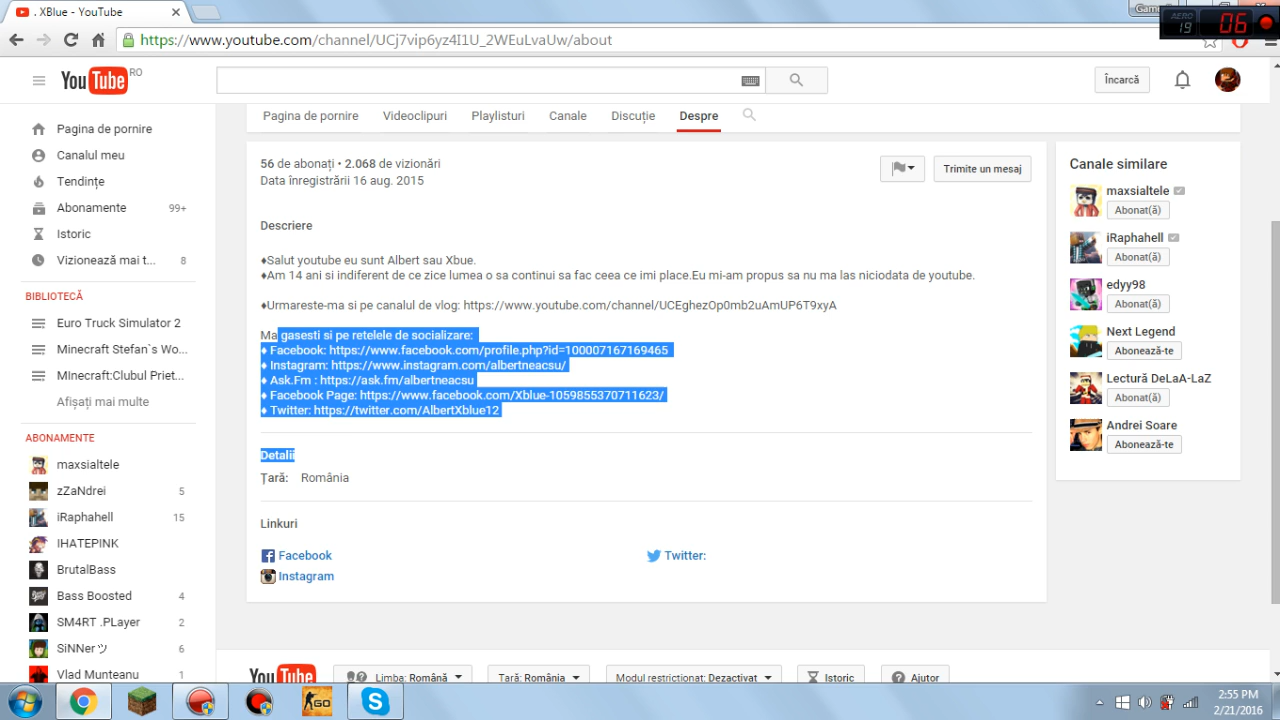 . XBlue - YouTube
Game
AERO
19
06
https://www.youtube.com
YouTube RO
Încarcă
Pagina de pornire
Videoclipuri
Playlisturi
Canale
Discuție
Despre
Pagina de pornire
Canalul meu
Tendințe
Abonamente 99+
Istoric
Vizionează mai t... 8
BIBLIOTECĂ
Euro Truck Simulator 2
Minecraft Stefan`s Wo...
MInecraft:Clubul Priet...
Afișați mai multe
ABONAMENTE
maxsialtele
zZaNdrei 5
iRaphahell 15
IHATEPINK
BrutalBass
Bass Boosted 4
SM4RT .PLayer 2
SiNNerツ 6
Vlad Munteanu
56 de abonați • 2.068 de vizionări
Data înregistrării 16 aug. 2015
Trimite un mesaj
Descriere
♦Salut youtube eu sunt Albert sau Xbue.
♦Am 14 ani si indiferent de ce zice lumea o sa continui sa fac ceea ce imi place.Eu mi-am propus sa nu ma las niciodata de youtube.
♦Urmareste-ma si pe canalul de vlog: https://www.youtube.com/channel/UCEghezOp0mb2uAmUP6T9xyA
Ma gasesti si pe retelele de sotializare:
♦ Facebook: https://www.facebook.com/profile.php?id=100007167169465
♦ Instagram: https://www.instagram.com/albertneacsu/
♦ Ask.Fm : https://ask.fm/albertneacsu
♦ Facebook Page: https://www.facebook.com/Xblue-1059855370711623/
♦ Twitter: https://twitter.com/AlbertXblue12
Detalii
Țară: România
Linkuri
Facebook
Twitter:
Instagram
Canale similare
maxsialtele
Abonat(ă)
iRaphahell
Abonat(ă)
edyy98
Abonat(ă)
Next Legend
Abonează-te
Lectură DeLaA-LaZ
Abonat(ă)
Andrei Soare
Abonează-te
YouTube
Limba: Română
Țară: România
Modul restricționat: Dezactivat
Istoric
Ajutor
GO
2:55 PM
2/21/2016